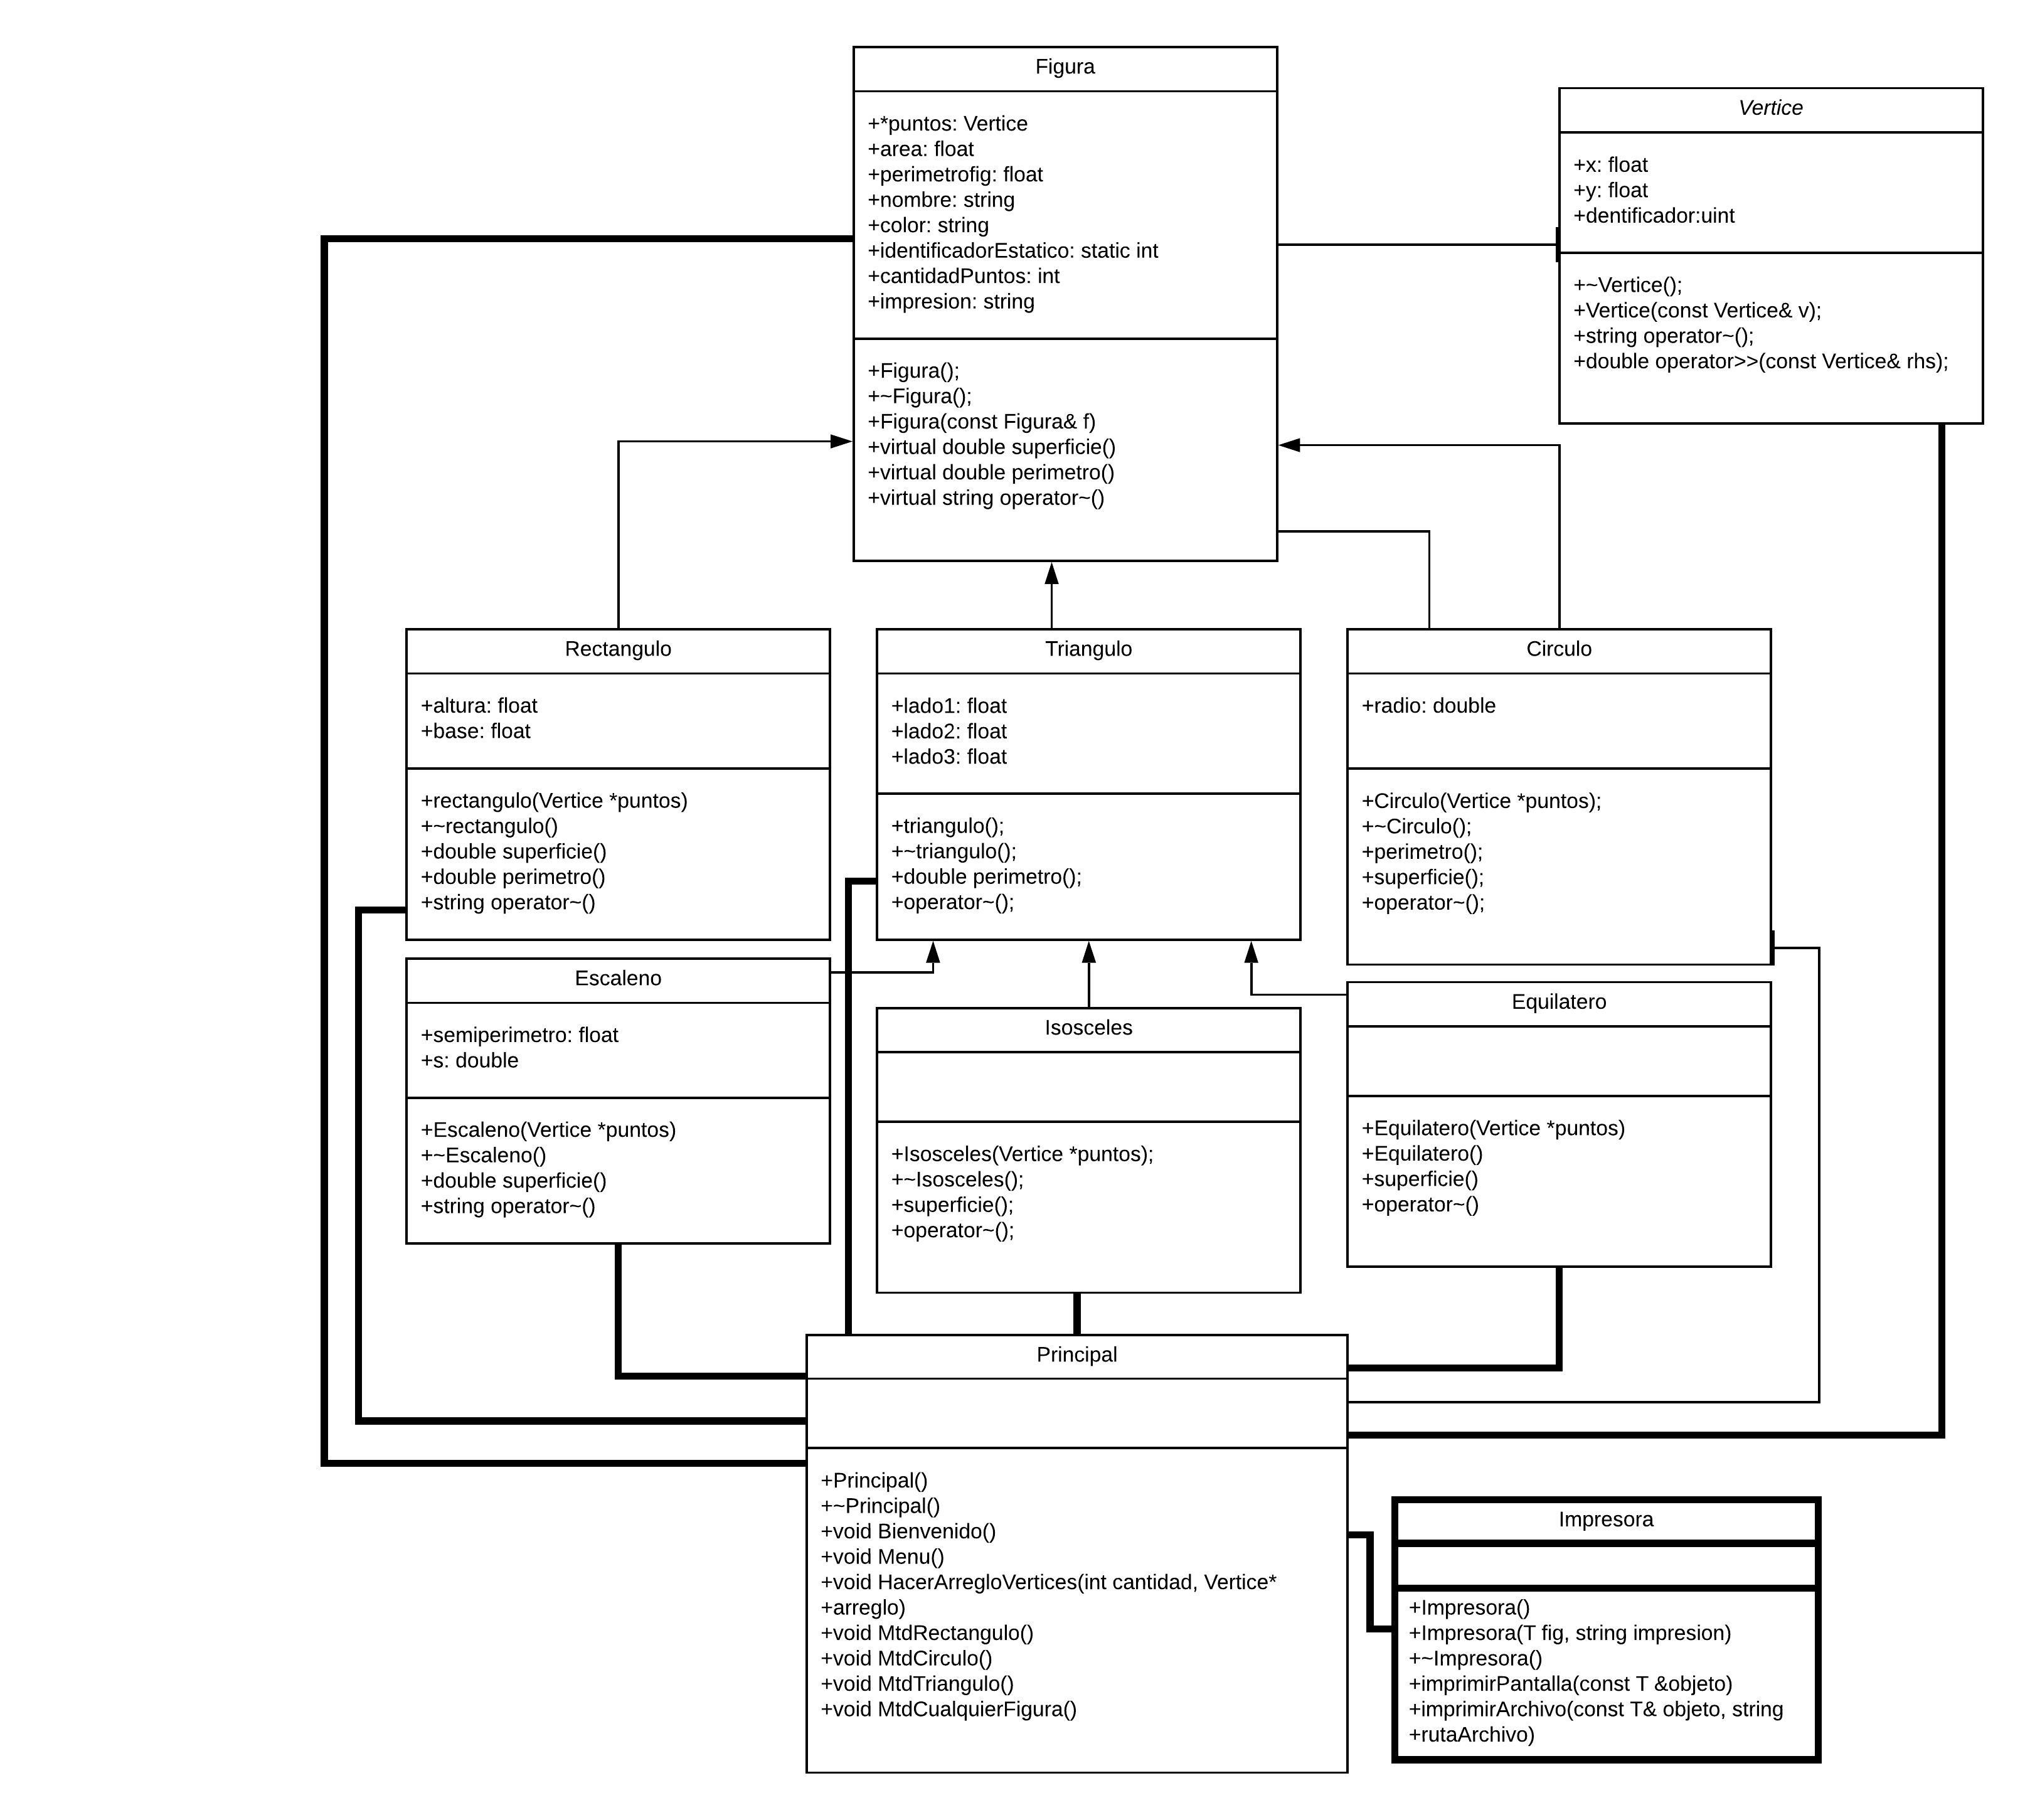 Figura
+*puntos: Vertice
+area: float
+perimetrofig: float
+nombre: string
+color: string
+identificadorEstatico: static int
+cantidadPuntos: int
+impresion: string
+Figura();
+~Figura();
+Figura(const Figura& f)
+virtual double superficie()
+virtual double perimetro()
+virtual string operator~()
Vertice
+x: float
+y: float
+dentificador:uint
+~Vertice();
+Vertice(const Vertice& v);
+string operator~();
+double operator>>(const Vertice& rhs);
Rectangulo
+altura: float
+base: float
+rectangulo(Vertice *puntos)
+~rectangulo()
+double superficie()
+double perimetro()
+string operator~()
Triangulo
+lado1: float
+lado2: float
+lado3: float
+triangulo();
+~triangulo();
+double perimetro();
+operator~();
Circulo
+radio: double
+Circulo(Vertice *puntos);
+~Circulo();
+perimetro();
+superficie();
+operator~();
Escaleno
+semiperimetro: float
+s: double
+Escaleno(Vertice *puntos)
+~Escaleno()
+double superficie()
+string operator~()
Isosceles
+Isosceles(Vertice *puntos);
+~Isosceles();
+superficie();
+operator~();
Equilatero
+Equilatero(Vertice *puntos)
+Equilatero()
+superficie()
+operator~()
Principal
+Principal()
+~Principal()
+void Bienvenido()
+void Menu()
+void HacerArregloVertices(int cantidad, Vertice*
+arreglo)
+void MtdRectangulo()
+void MtdCirculo()
+void MtdTriangulo()
+void MtdCualquierFigura()
Impresora
+Impresora()
+Impresora(T fig, string impresion)
+~Impresora()
+imprimirPantalla(const T &objeto)
+imprimirArchivo(const T& objeto, string
+rutaArchivo)